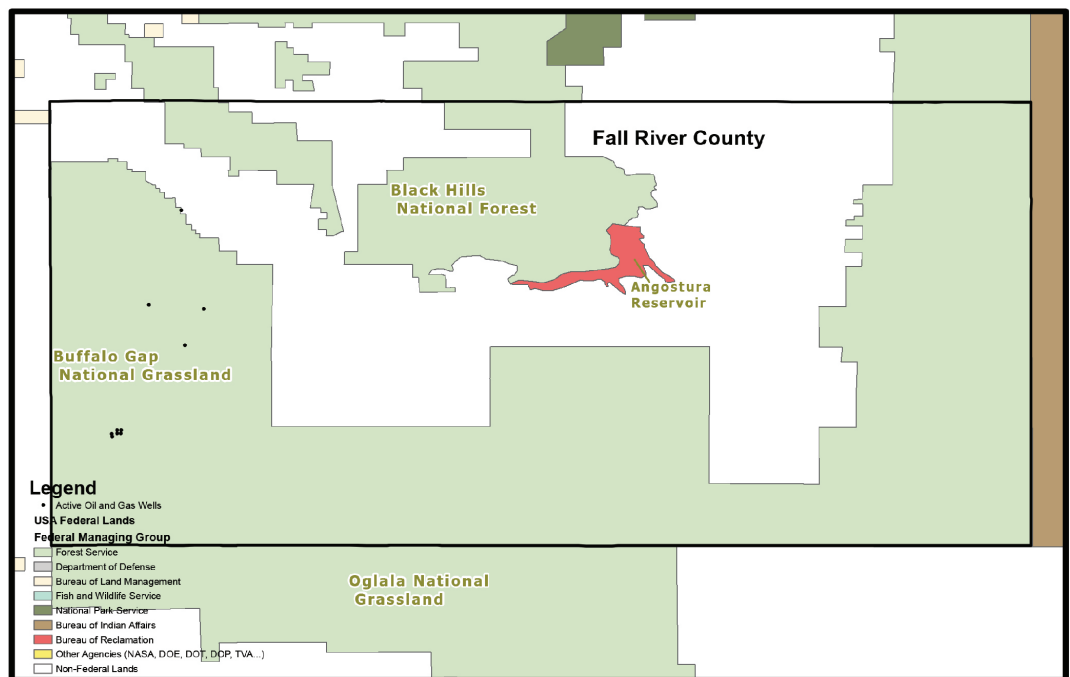 Fall River County
Black Hills
National Forest
Angostura
Reservoir
Buffalo Gap
National Grassland
Legend
Active Oil and Gas Wells
USA Federal Lands
Federal Managing Group
Forest Service
Department of Defense
Bureau of Land Management
Fish and Wildlife Service
National Park Service
Bureau of Indian Affairs
Bureau of Reclamation
Other Agencies (NASA, DOE, DOT, DOP, TVA...)
Non-Federal Lands
Oglala National
Grassland